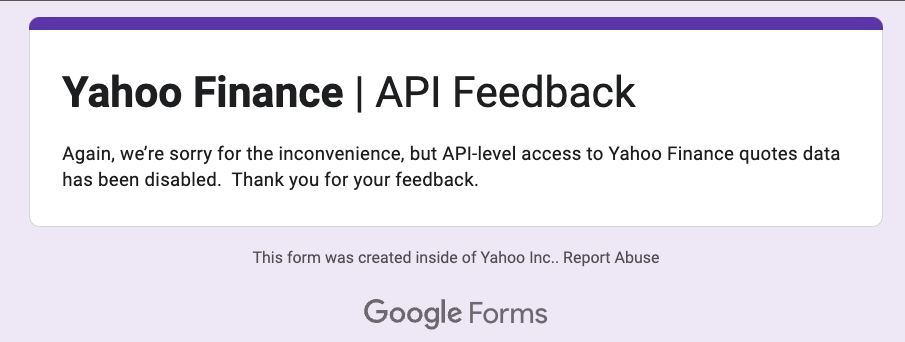 Yahoo Finance | API Feedback
Again, we’re sorry for the inconvenience, but API-level access to Yahoo Finance quotes data
has been disabled.  Thank you for your feedback.
This form was created inside of Yahoo Inc.. Report Abuse
Google Forms